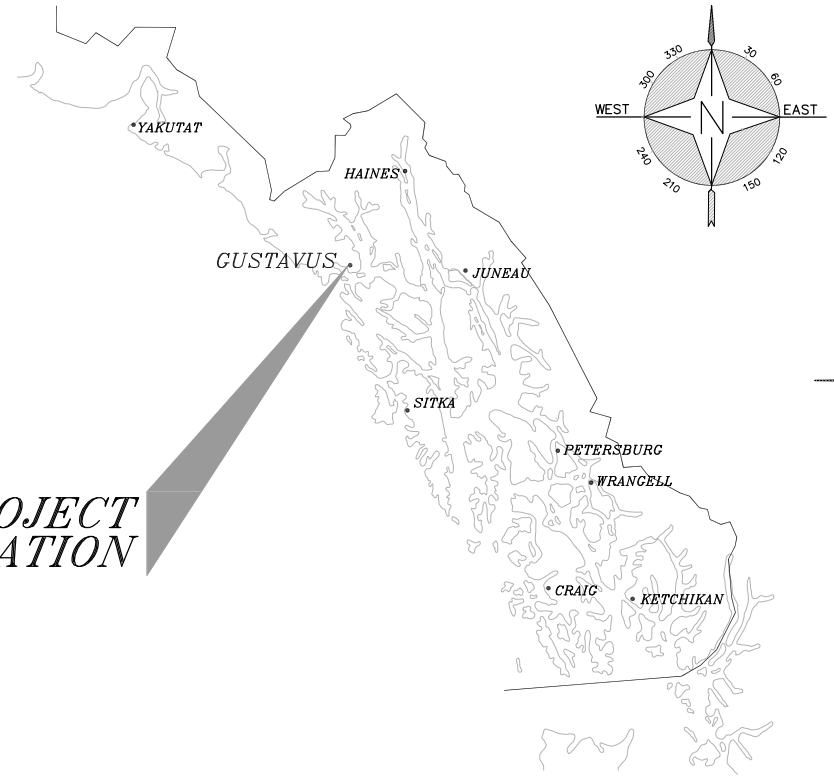 330
30
300
60
WEST
N
EAST
240
120
210
150
YAKUTAT
HAINES
GUSTAVUS
JUNEAU
SITKA
PETERSBURG
WRANGELL
OJECT
ATION
CRAIG
KETCHIKAN